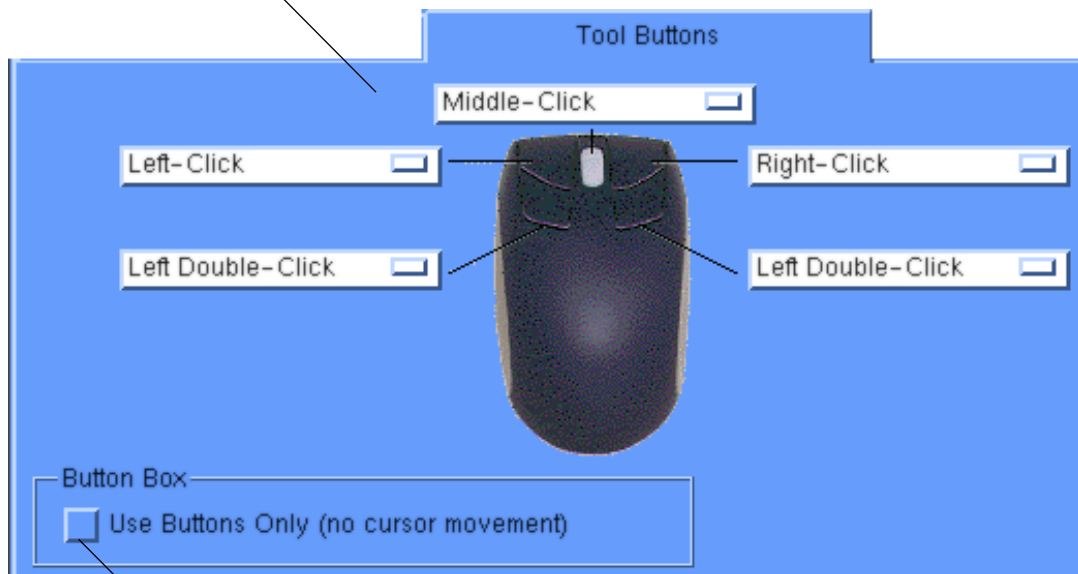 Tool Buttons
Middle-Click
Left-Click
Right-Click
Left Double-Click
Left Double-Click
Button Box
Use Buttons Only (no cursor movement)